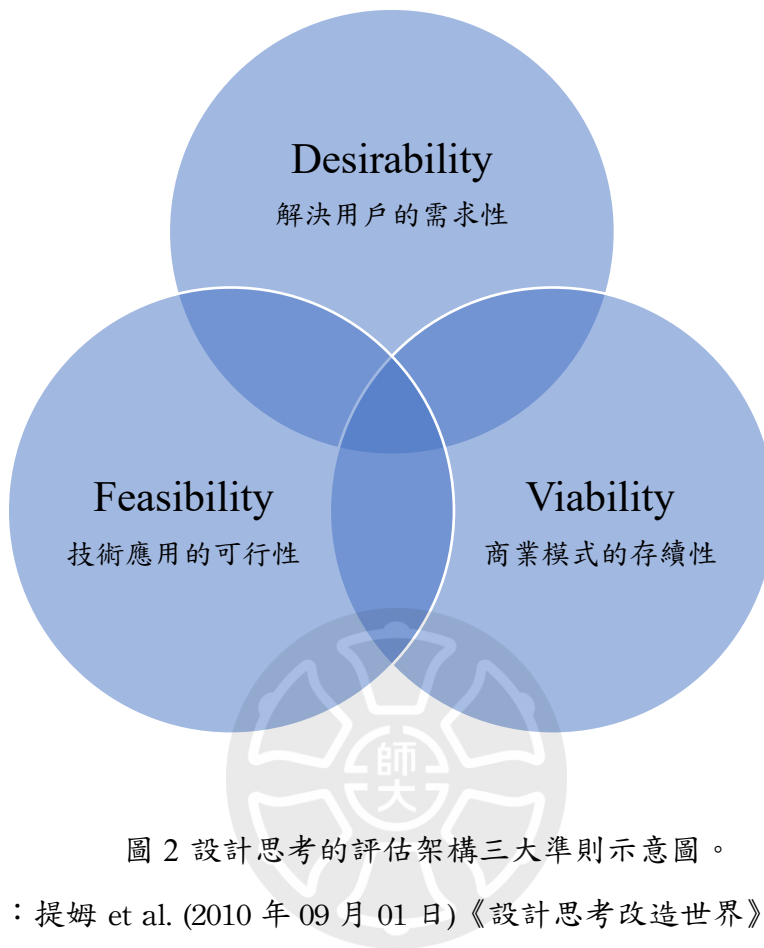 Desirability
解決用戶的需求性
Feasibility
技術應用的可行性
Viability
商業模式的存續性
師大
圖 2 設計思考的評估架構三大準則示意圖。
：提姆 et al. (2010 年 09 月 01 日)《設計思考改造世界》